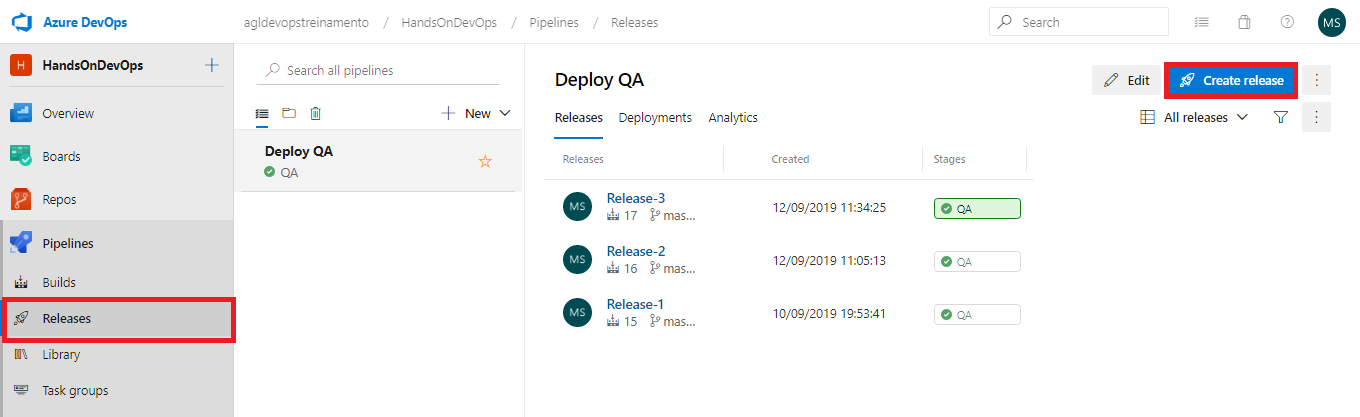 Azure DevOps
agldevopstreinamento / HandsOnDevOps / Pipelines / Releases
Search
MS
H HandsOnDevOps
Overview
Boards
Repos
Pipelines
Builds
Releases
Library
Task groups
Search all pipelines
New
Deploy QA
QA
Deploy QA
Edit
Create release
Releases Deployments Analytics
All releases
Releases Created Stages
MS Release-3
17 mas... 12/09/2019 11:34:25 QA
MS Release-2
16 mas... 12/09/2019 11:05:13 QA
MS Release-1
15 mas... 10/09/2019 19:53:41 QA